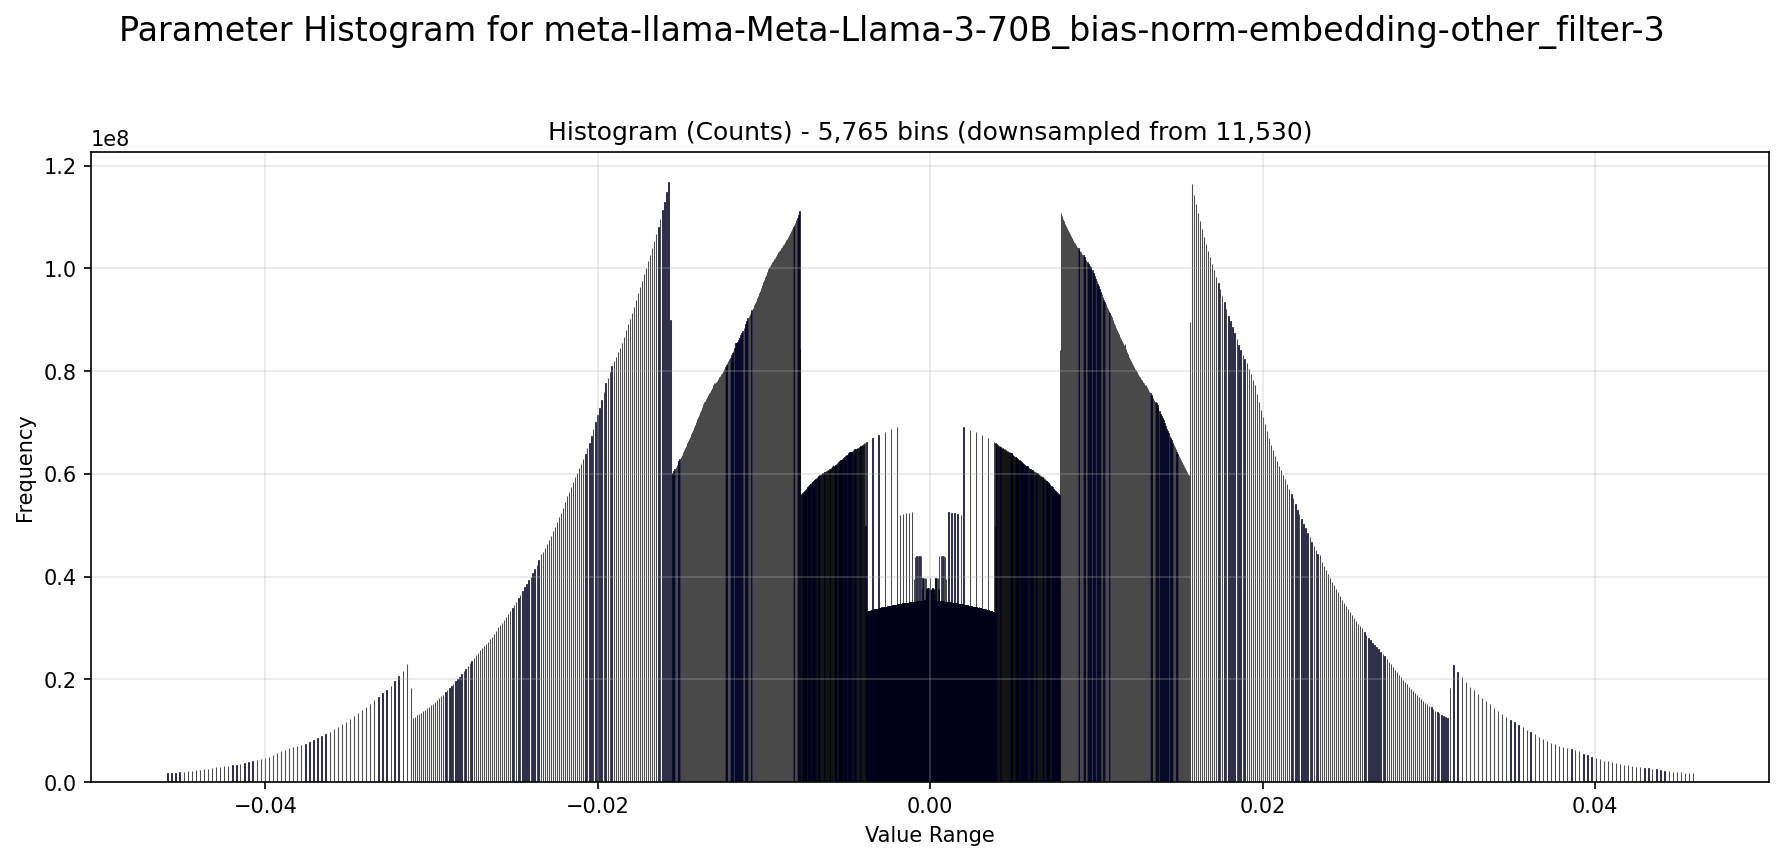 Parameter Histogram for meta-llama-Meta-Llama-3-70B_bias-norm-embedding-other_filter-3
Histogram (Counts) - 5,765 bins (downsampled from 11,530)
1e8
1.2
1.0
0.8
0.6
0.4
0.2
0.0
Frequency
−0.04
−0.02
0.00
0.02
0.04
Value Range